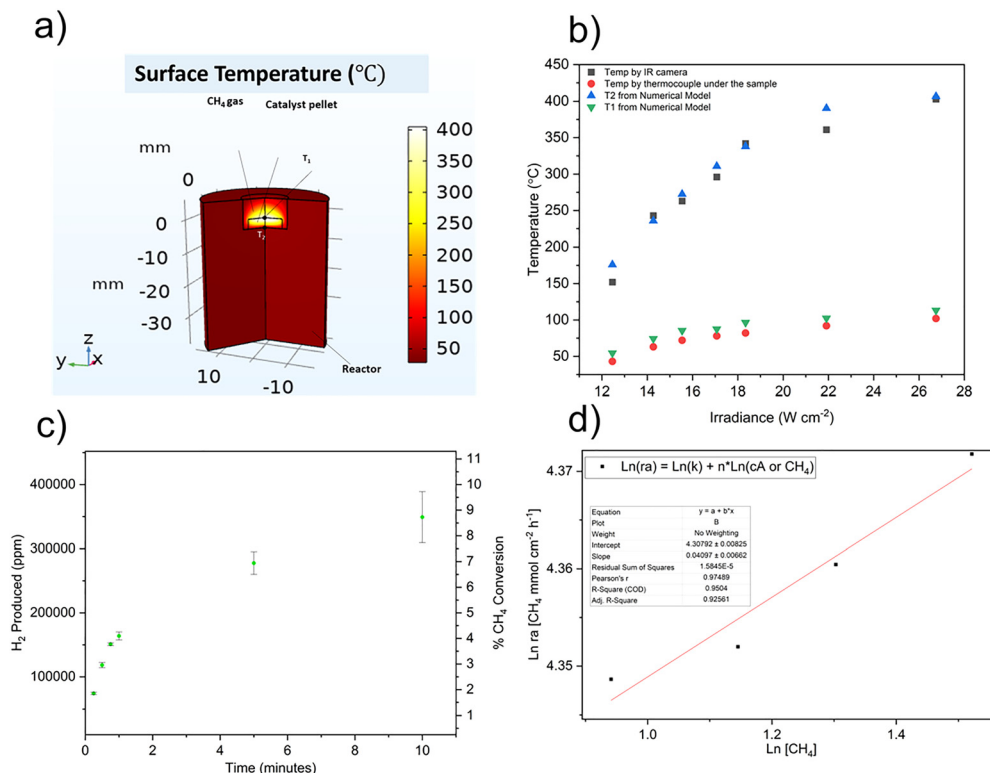 a)
Surface Temperature (℃)
CH₄ gas
Catalyst pellet
mm
T₁
0
400
350
300
250
200
150
100
50
0
-10
-20
-30
mm
T₂
z
y
x
10
-10
Reactor
b)
Temp by IR camera
Temp by thermocouple under the sample
T2 from Numerical Model
T1 from Numerical Model
450
400
350
300
250
200
150
100
50
Temperature (°C)
12 14 16 18 20 22 24 26 28
Irradiance (W cm⁻²)
c)
400000
300000
200000
100000
H₂ Produced (ppm)
11
10
9
8
7
6
5
4
3
2
1
% CH₄ Conversion
0 2 4 6 8 10
Time (minutes)
d)
Ln(ra) = Ln(k) + n*Ln(cA or CH₄)
Equation y = a + b*x
Plot B
Weight No Weighting
Intercept 4.30792 ± 0.00825
Slope 0.04097 ± 0.00662
Residual Sum of Squares 1.5845E-5
Pearson's r 0.97489
R-Square (COD) 0.9504
Adj. R-Square 0.92561
4.37
4.36
4.35
Ln ra [CH₄ mmol cm⁻² h⁻¹]
1.0 1.2 1.4
Ln [CH₄]